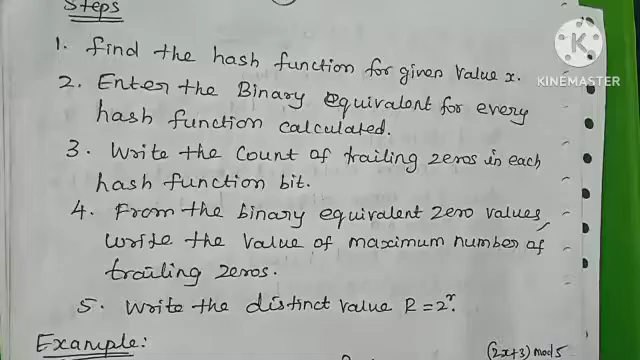 Steps
1. Find the hash function for given value x.
2. Enter the Binary equivalent for every
hash function calculated.
3. Write the count of trailing zeros in each
hash function bit.
4. From the binary equivalent zero values,
write the value of maximum number of
trailing zeros.
5. Write the distinct value R = 2^r.
Example:
(2x+3) mod 5
KINEMASTER